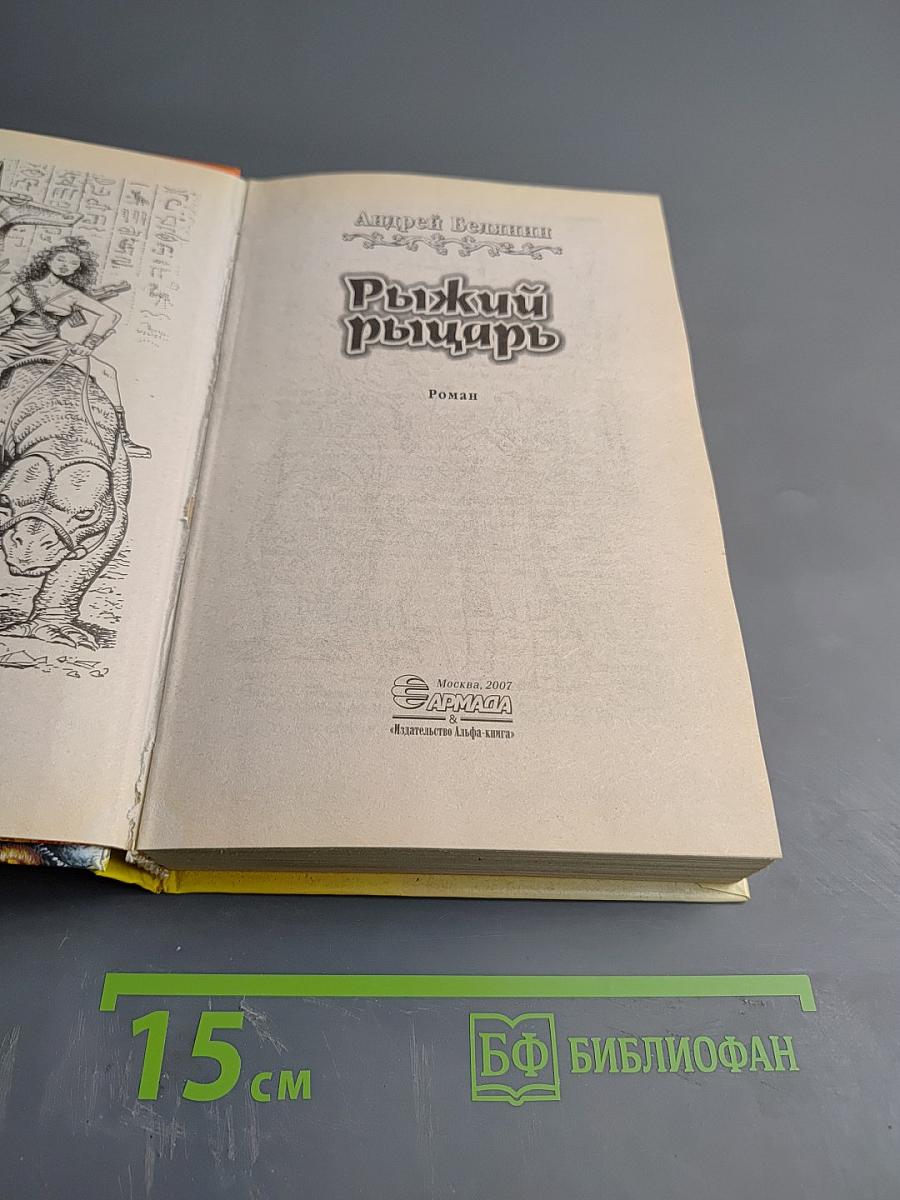 Андрей Белянин
Рыжий
рыцарь
Роман
Москва, 2007
АРМАДА
&
«Издательство Альфа-книга»
15 см
БФ БИБЛИОФАН